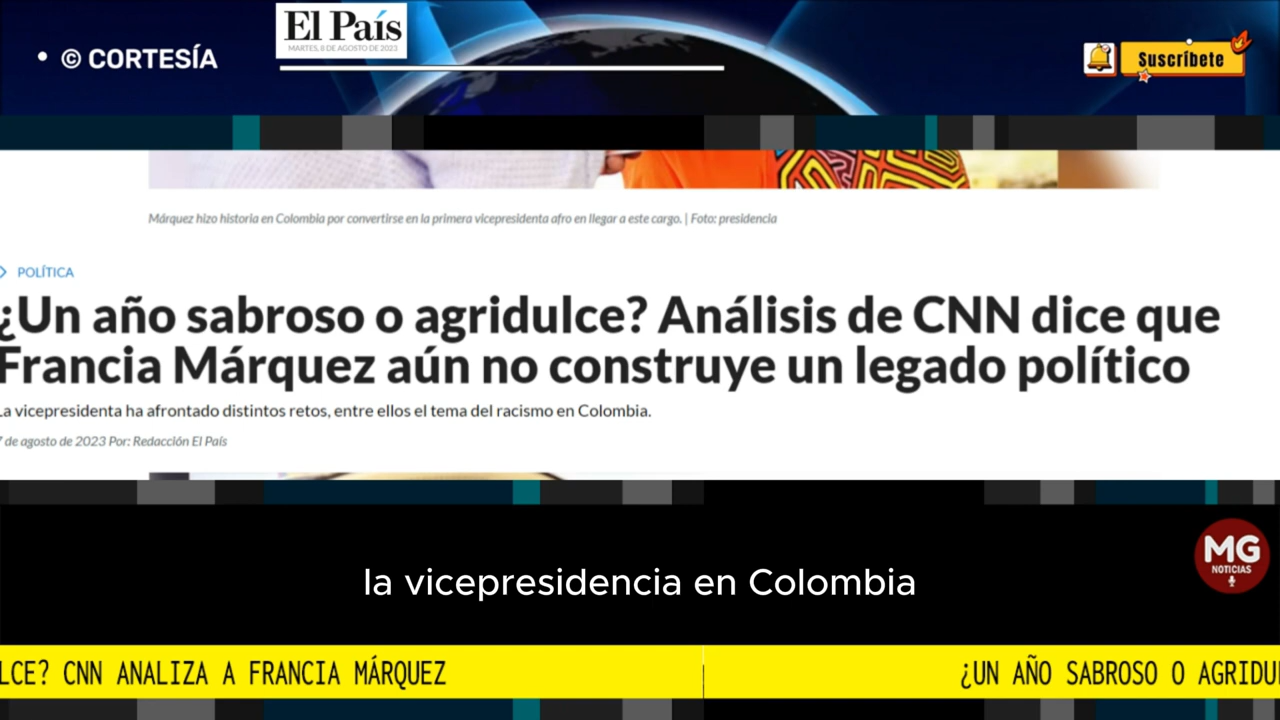 • © CORTESÍA
El País
MARTES, 8 DE AGOSTO DE 2023
Suscríbete
Márquez hizo historia en Colombia por convertirse en la primera vicepresidenta afro en llegar a este cargo. | Foto: presidencia
POLÍTICA
¿Un año sabroso o agridulce? Análisis de CNN dice que
Francia Márquez aún no construye un legado político
La vicepresidenta ha afrontado distintos retos, entre ellos el tema del racismo en Colombia.
7 de agosto de 2023 Por: Redacción El País
MG
NOTICIAS
la vicepresidencia en Colombia
LCE? CNN ANALIZA A FRANCIA MÁRQUEZ
¿UN AÑO SABROSO O AGRIDU